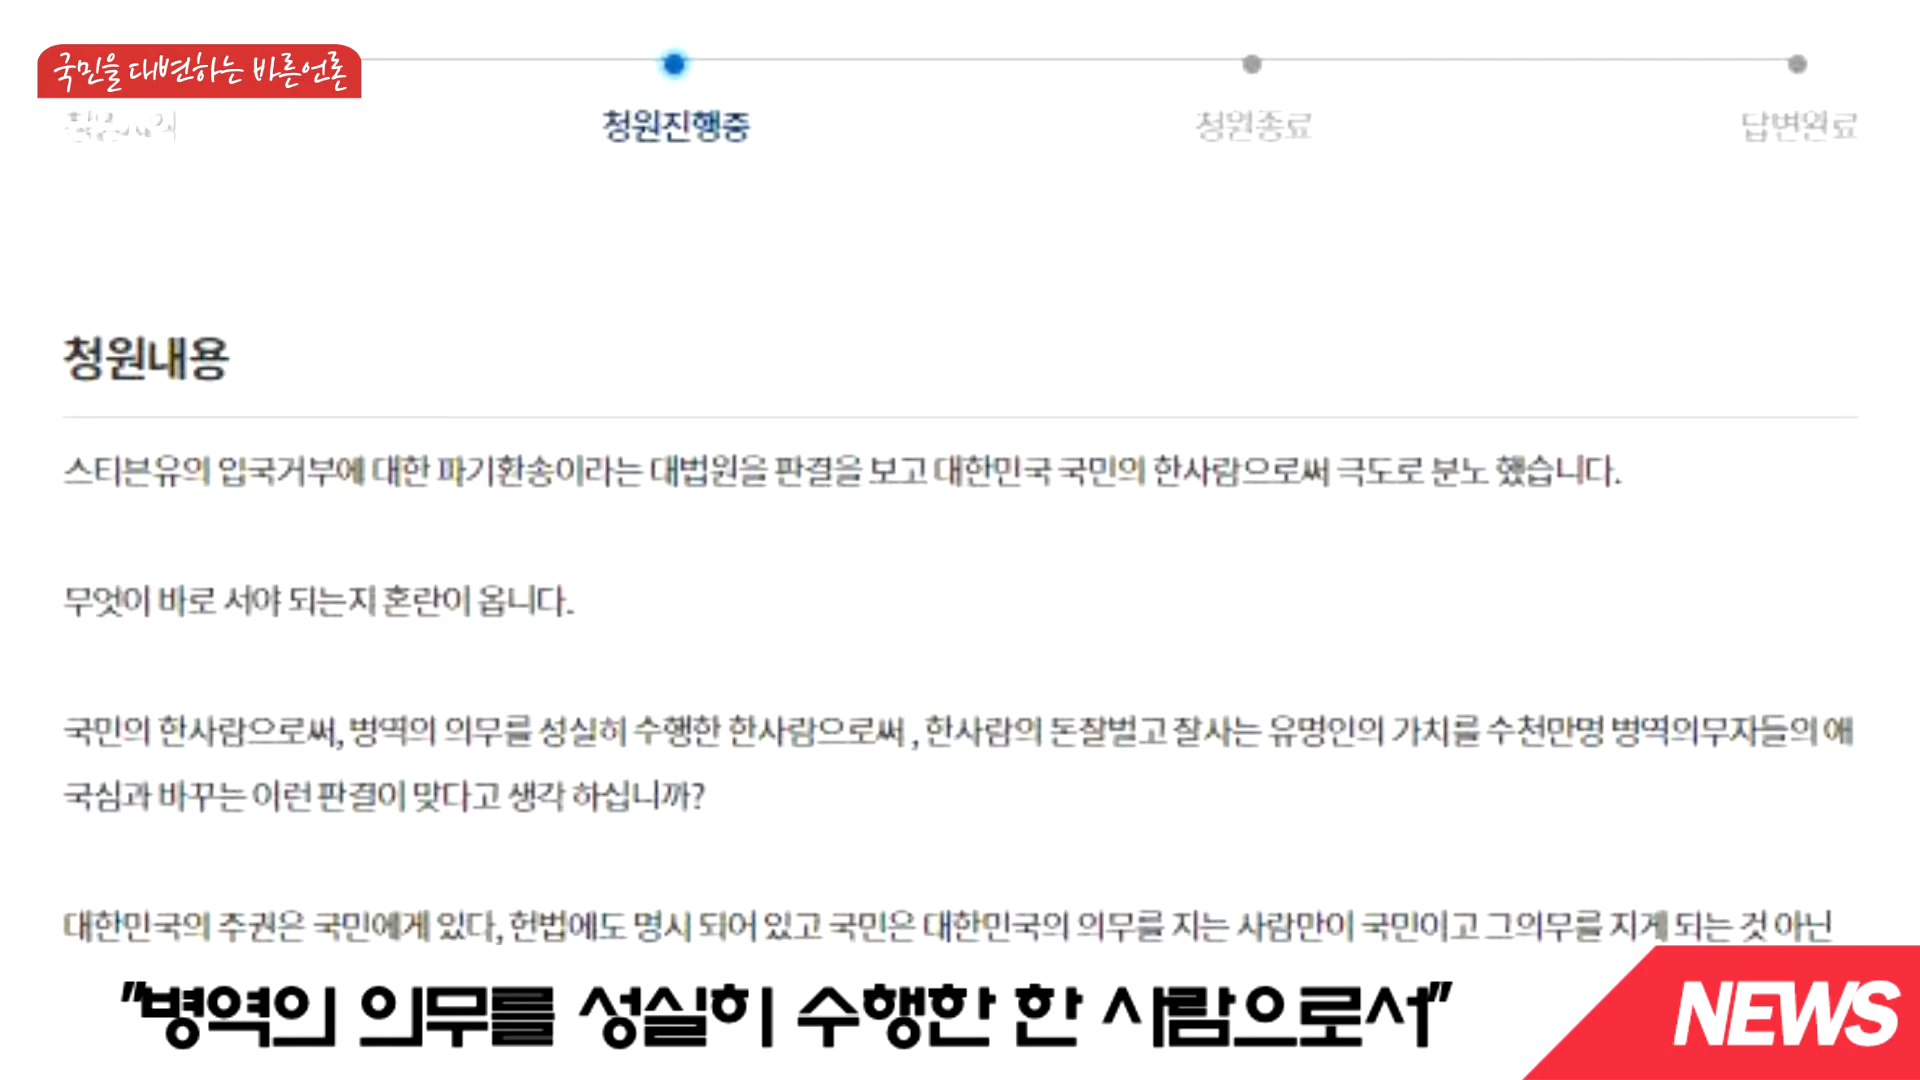 국민을 대변하는 바른언론
청원진행중
청원종료
답변완료
청원내용
스티븐유의 입국거부에 대한 파기환송이라는 대법원을 판결을 보고 대한민국 국민의 한사람으로써 극도로 분노 했습니다.
무엇이 바로 서야 되는지 혼란이 옵니다.
국민의 한사람으로써, 병역의 의무를 성실히 수행한 한사람으로써 , 한사람의 돈잘벌고 잘사는 유명인의 가치를 수천만명 병역의무자들의 애
국심과 바꾸는 이런 판결이 맞다고 생각 하십니까?
대한민국의 주권은 국민에게 있다, 헌법에도 명시 되어 있고 국민은 대한민국의 의무를 지는 사람만이 국민이고 그의무를 지게 되는 것 아닌
"병역의 의무를 성실히 수행한 한 사람으로서"
NEWS